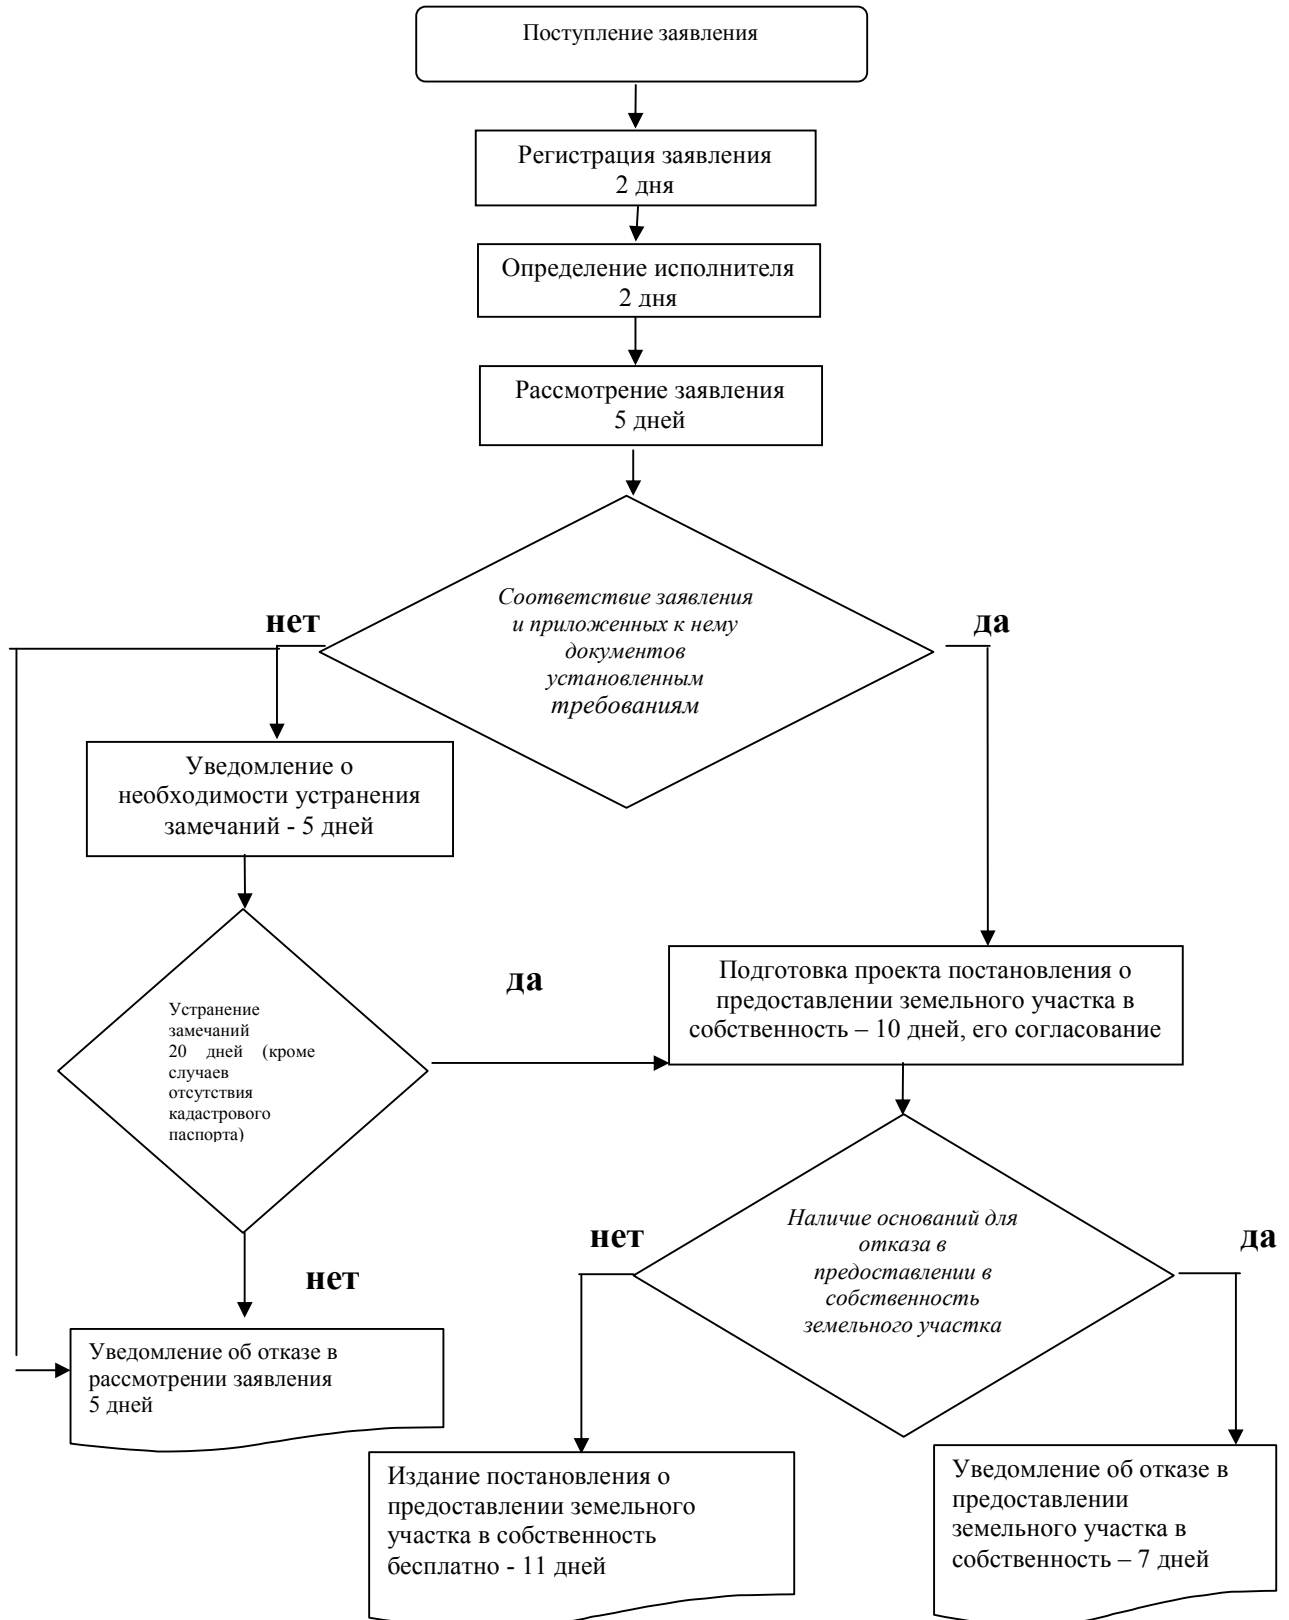 Поступление заявления
Регистрация заявления
2 дня
Определение исполнителя
2 дня
Рассмотрение заявления
5 дней
Соответствие заявления
и приложенных к нему
документов
установленным
требованиям
нет
да
Уведомление о
необходимости устранения
замечаний - 5 дней
Устранение
замечаний
20 дней (кроме
случаев
отсутствия
кадастрового
паспорта)
да
Подготовка проекта постановления о
предоставлении земельного участка в
собственность – 10 дней, его согласование
нет
Наличие оснований для
отказа в
предоставлении в
собственность
земельного участка
нет
да
Уведомление об отказе в
рассмотрении заявления
5 дней
Издание постановления о
предоставлении земельного
участка в собственность
бесплатно - 11 дней
Уведомление об отказе в
предоставлении
земельного участка в
собственность – 7 дней